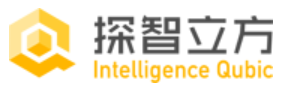 探智立方
Intelligence Qubic